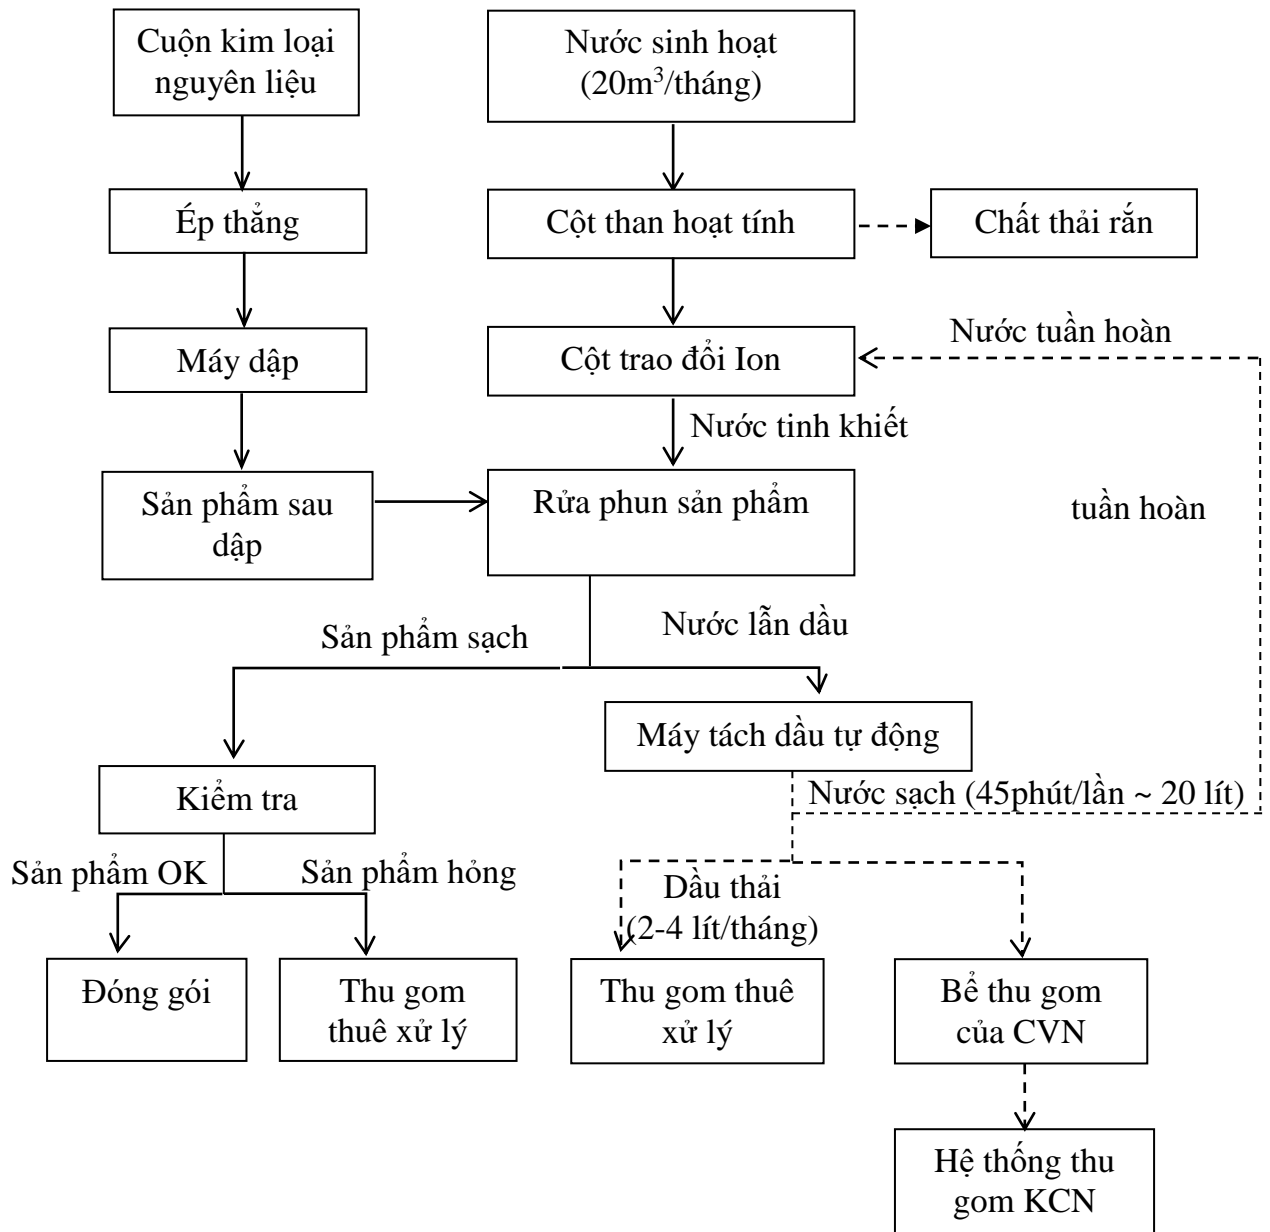 Cuộn kim loại
nguyên liệu
Nước sinh hoạt
(20m³/tháng)
Ép thẳng
Cột than hoạt tính
Chất thải rắn
Nước tuần hoàn
Máy dập
Cột trao đổi Ion
Nước tinh khiết
Sản phẩm sau
dập
Rửa phun sản phẩm
tuần hoàn
Sản phẩm sạch
Nước lẫn dầu
Máy tách dầu tự động
Kiểm tra
Nước sạch (45phút/lần ~ 20 lít)
Sản phẩm OK
Sản phẩm hỏng
Dầu thải
(2-4 lít/tháng)
Đóng gói
Thu gom
thuê xử lý
Thu gom thuê
xử lý
Bể thu gom
của CVN
Hệ thống thu
gom KCN